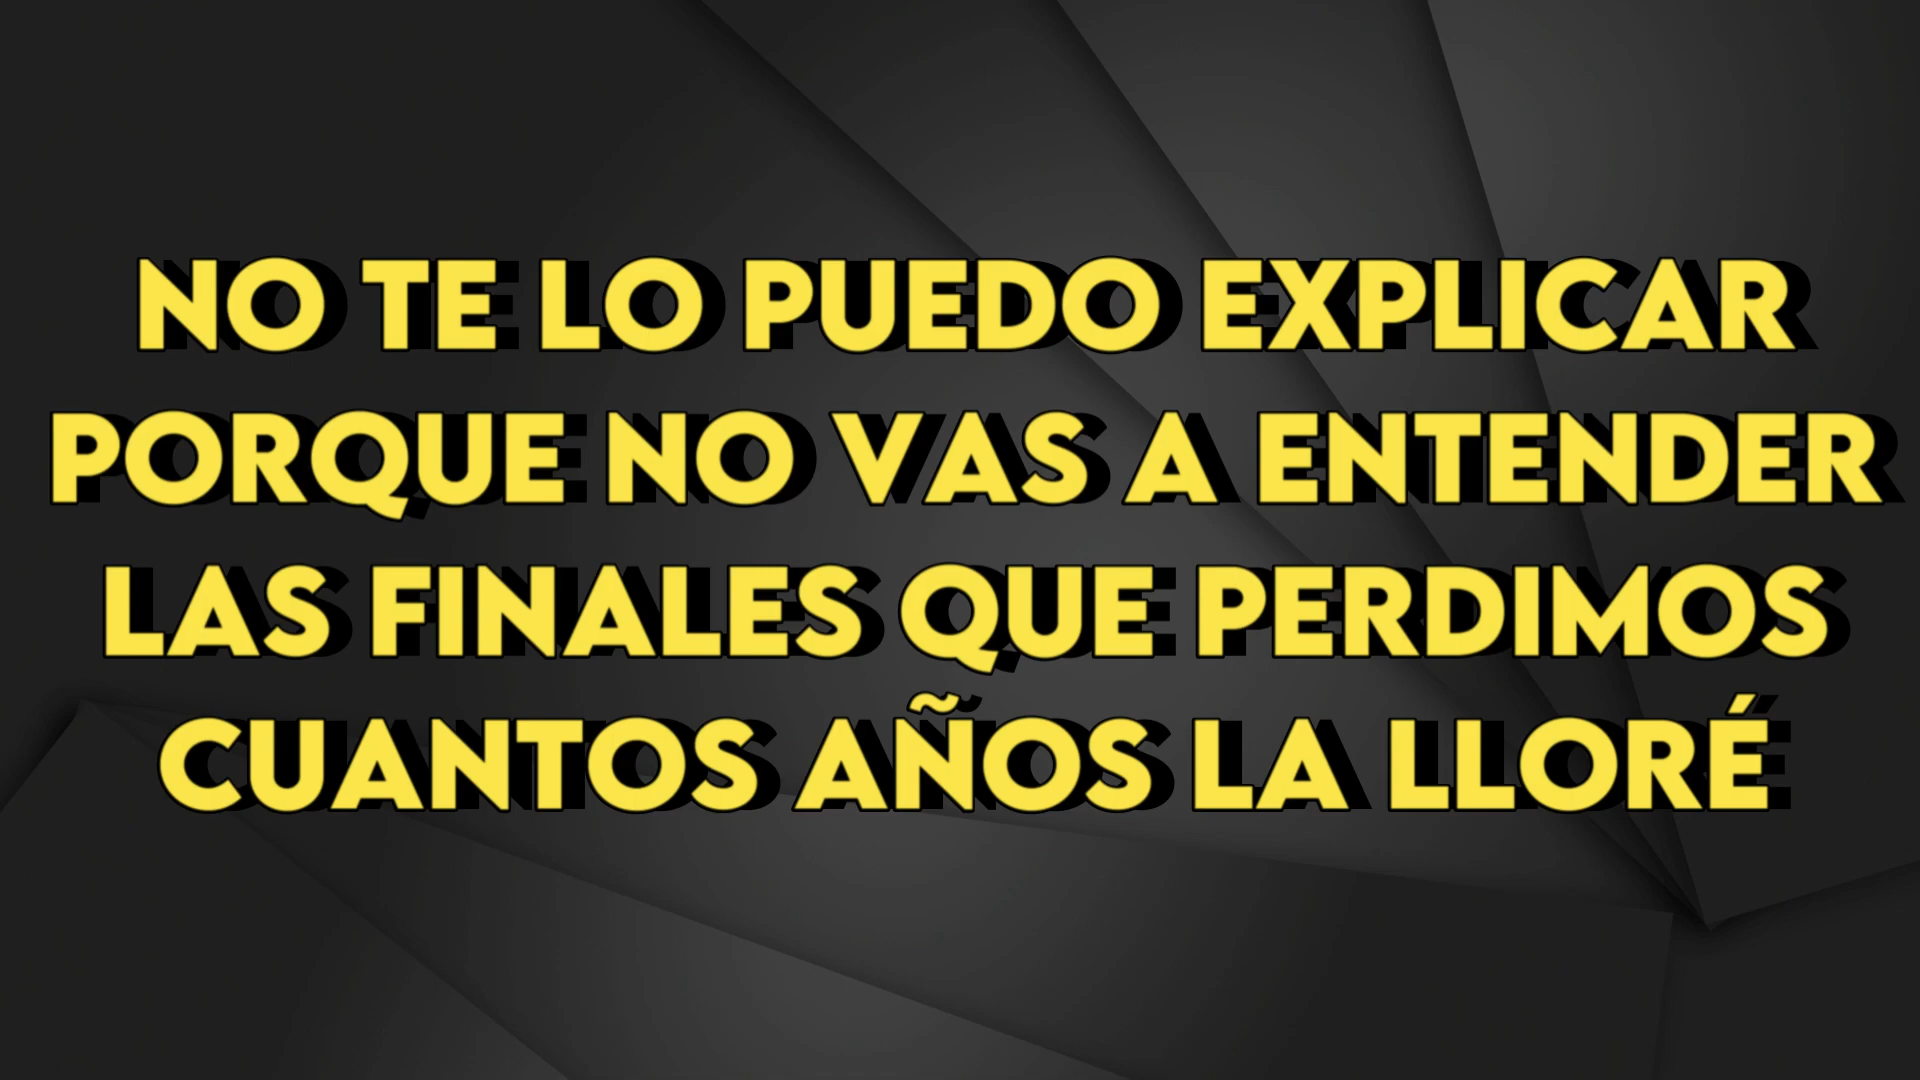 NO TE LO PUEDO EXPLICAR
PORQUE NO VAS A ENTENDER
LAS FINALES QUE PERDIMOS
CUANTOS AÑOS LA LLORÉ